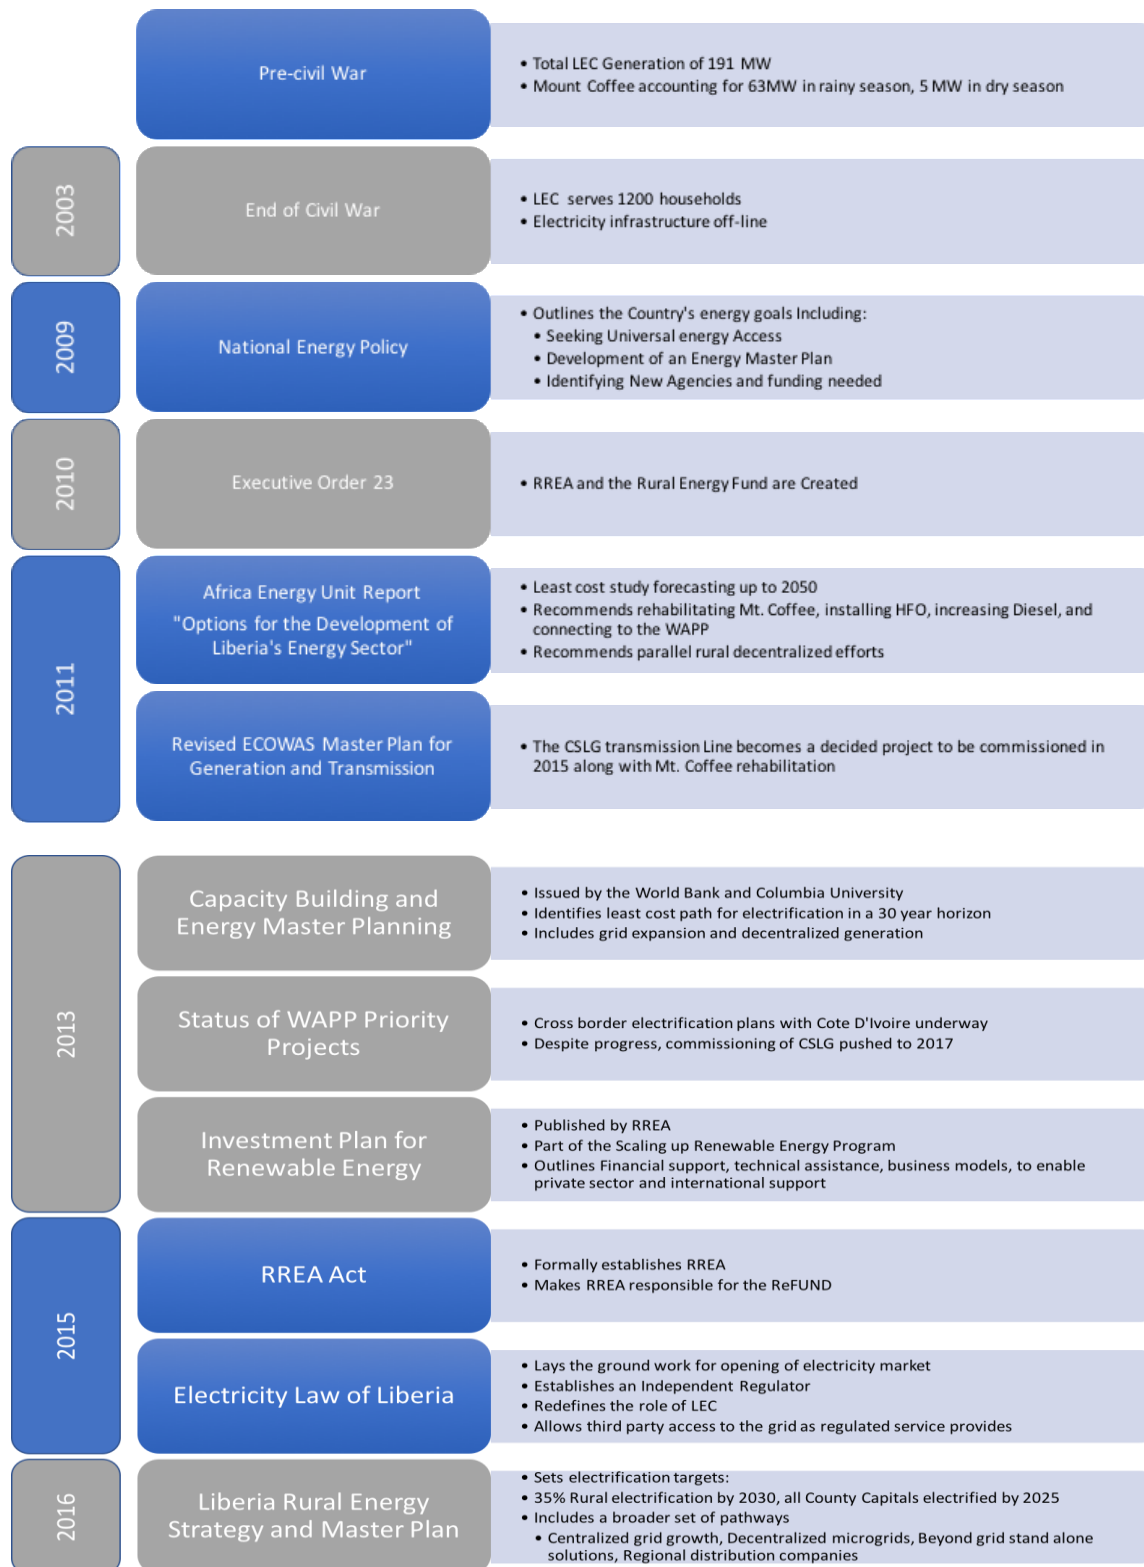 Pre-civil War
• Total LEC Generation of 191 MW
• Mount Coffee accounting for 63MW in rainy season, 5 MW in dry season
2003
End of Civil War
• LEC serves 1200 households
• Electricity infrastructure off-line
2009
National Energy Policy
• Outlines the Country's energy goals Including:
• Seeking Universal energy Access
• Development of an Energy Master Plan
• Identifying New Agencies and funding needed
2010
Executive Order 23
• RREA and the Rural Energy Fund are Created
2011
Africa Energy Unit Report
"Options for the Development of
Liberia's Energy Sector"
• Least cost study forecasting up to 2050
• Recommends rehabilitating Mt. Coffee, installing HFO, increasing Diesel, and
connecting to the WAPP
• Recommends parallel rural decentralized efforts
Revised ECOWAS Master Plan for
Generation and Transmission
• The CSLG transmission Line becomes a decided project to be commissioned in
2015 along with Mt. Coffee rehabilitation
2013
Capacity Building and
Energy Master Planning
• Issued by the World Bank and Columbia University
• Identifies least cost path for electrification in a 30 year horizon
• Includes grid expansion and decentralized generation
Status of WAPP Priority
Projects
• Cross border electrification plans with Cote D'Ivoire underway
• Despite progress, commissioning of CSLG pushed to 2017
Investment Plan for
Renewable Energy
• Published by RREA
• Part of the Scaling up Renewable Energy Program
• Outlines Financial support, technical assistance, business models, to enable
private sector and international support
2015
RREA Act
• Formally establishes RREA
• Makes RREA responsible for the ReFUND
Electricity Law of Liberia
• Lays the ground work for opening of electricity market
• Establishes an Independent Regulator
• Redefines the role of LEC
• Allows third party access to the grid as regulated service provides
2016
Liberia Rural Energy
Strategy and Master Plan
• Sets electrification targets:
• 35% Rural electrification by 2030, all County Capitals electrified by 2025
• Includes a broader set of pathways
• Centralized grid growth, Decentralized microgrids, Beyond grid stand alone
solutions, Regional distribution companies